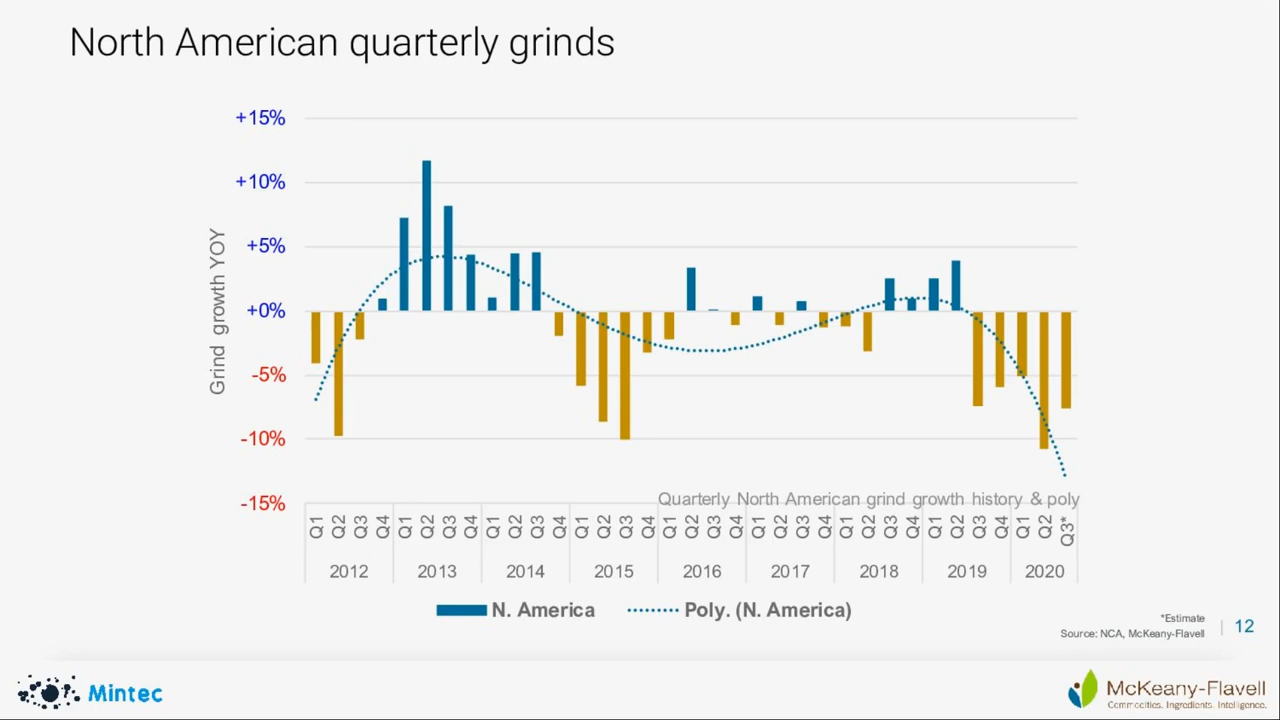 North American quarterly grinds
+15%
+10%
+5%
+0%
-5%
-10%
-15%
Grind growth YOY
Quarterly North American grind growth history & poly
Q1 Q2 Q3 Q4 Q1 Q2 Q3 Q4 Q1 Q2 Q3 Q4 Q1 Q2 Q3 Q4 Q1 Q2 Q3 Q4 Q1 Q2 Q3 Q4 Q1 Q2 Q3 Q4 Q1 Q2 Q3 Q4 Q1 Q2 Q3*
2012 2013 2014 2015 2016 2017 2018 2019 2020
N. America Poly. (N. America)
*Estimate
Source: NCA, McKeany-Flavell
| 12
Mintec
McKeany-Flavell
Commodities. Ingredients. Intelligence.